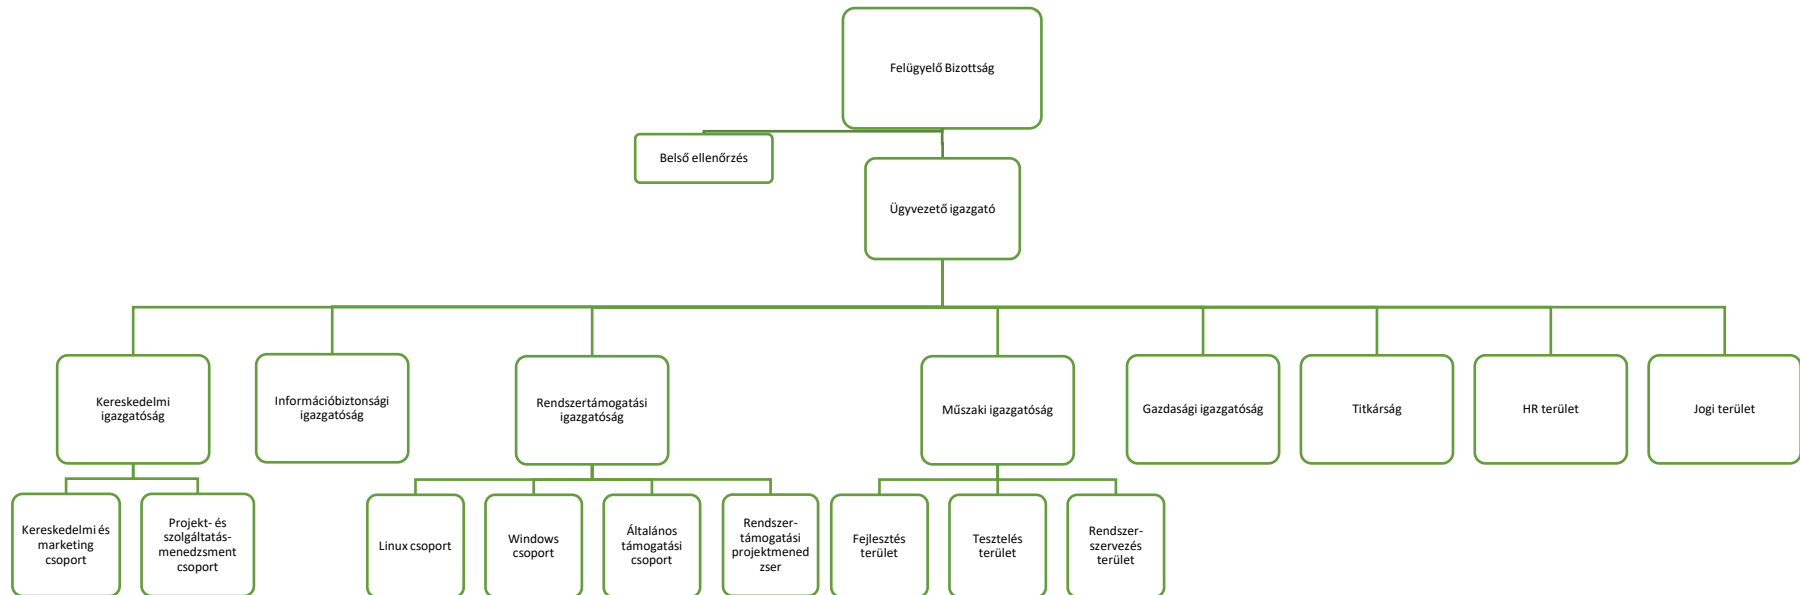 Felügyelő Bizottság
Belső ellenőrzés
Ügyvezető igazgató
Kereskedelmi
igazgatóság
Információbiztonsági
igazgatóság
Rendszertámogatási
igazgatóság
Műszaki igazgatóság
Gazdasági igazgatóság
Titkárság
HR terület
Jogi terület
Kereskedelmi és
marketing
csoport
Projekt- és
szolgáltatás-
menedzsment
csoport
Linux csoport
Windows
csoport
Általános
támogatási
csoport
Rendszer-
támogatási
projektmened
zser
Fejlesztés
terület
Tesztelés
terület
Rendszer-
szervezés
terület